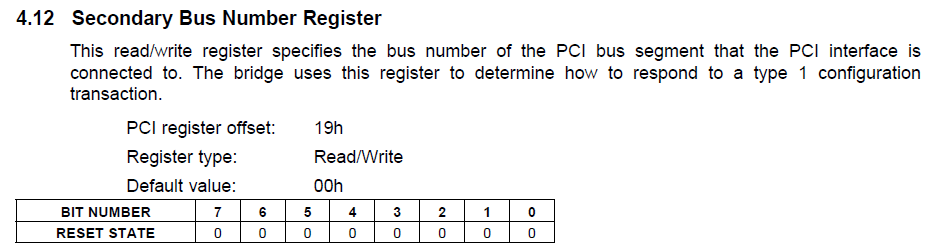 4.12 Secondary Bus Number Register
This read/write register specifies the bus number of the PCI bus segment that the PCI interface is
connected to. The bridge uses this register to determine how to respond to a type 1 configuration
transaction.
PCI register offset: 19h
Register type: Read/Write
Default value: 00h
BIT NUMBER 7 6 5 4 3 2 1 0
RESET STATE 0 0 0 0 0 0 0 0